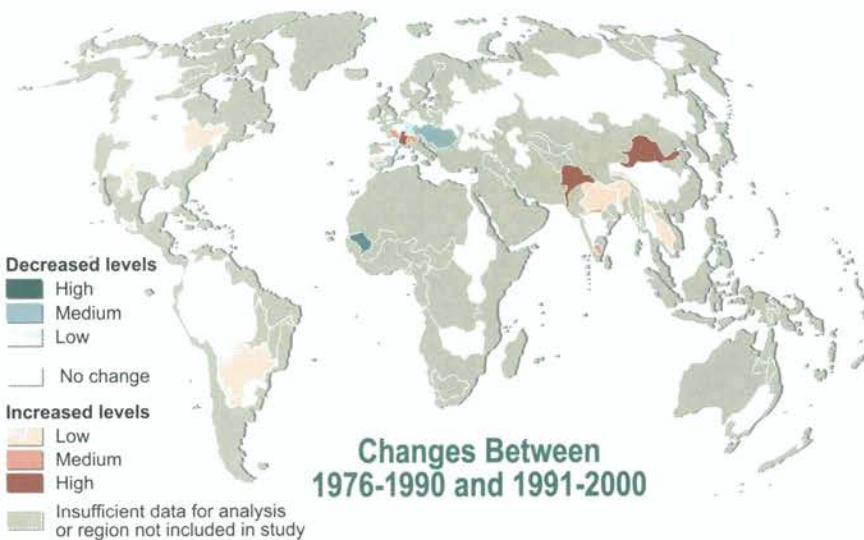 Decreased levels
High
Medium
Low
No change
Increased levels
Low
Medium
High
Insufficient data for analysis
or region not included in study
Changes Between
1976-1990 and 1991-2000